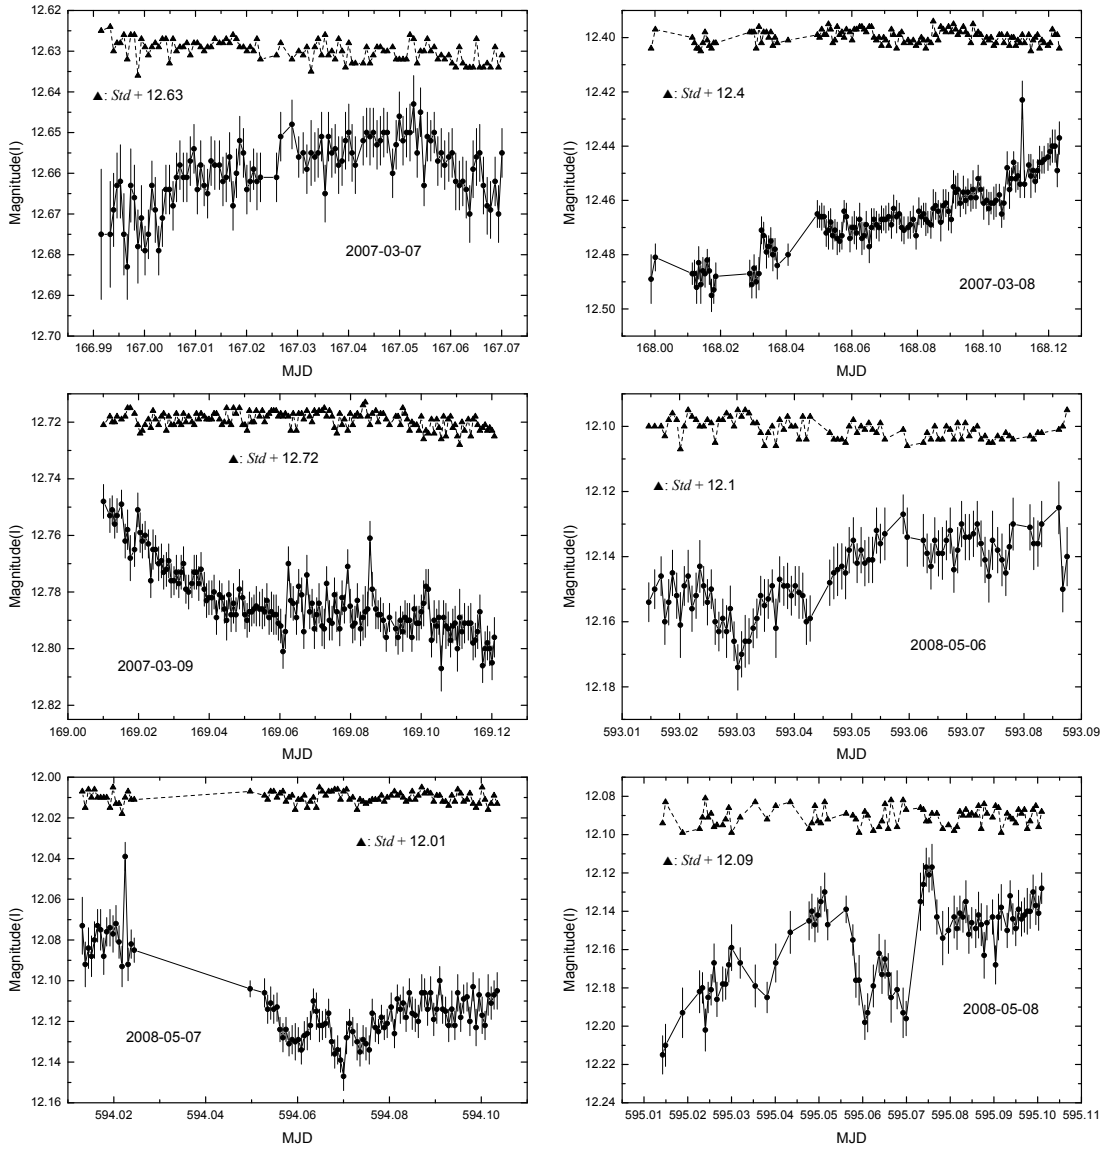 12.62
12.63
12.64
12.65
12.66
12.67
12.68
12.69
12.70
Magnitude(I)
▲: Std + 12.63
2007-03-07
166.99 167.00 167.01 167.02 167.03 167.04 167.05 167.06 167.07
MJD
12.40
12.42
12.44
12.46
12.48
12.50
Magnitude(I)
▲: Std + 12.4
2007-03-08
168.00 168.02 168.04 168.06 168.08 168.10 168.12
MJD
12.72
12.74
12.76
12.78
12.80
12.82
Magnitude(I)
▲: Std + 12.72
2007-03-09
169.00 169.02 169.04 169.06 169.08 169.10 169.12
MJD
12.10
12.12
12.14
12.16
12.18
Magnitude(I)
▲: Std + 12.1
2008-05-06
593.01 593.02 593.03 593.04 593.05 593.06 593.07 593.08 593.09
MJD
12.00
12.02
12.04
12.06
12.08
12.10
12.12
12.14
12.16
Magnitude(I)
▲: Std + 12.01
2008-05-07
594.02 594.04 594.06 594.08 594.10
MJD
12.08
12.10
12.12
12.14
12.16
12.18
12.20
12.22
12.24
Magnitude(I)
▲: Std + 12.09
2008-05-08
595.01 595.02 595.03 595.04 595.05 595.06 595.07 595.08 595.09 595.10 595.11
MJD